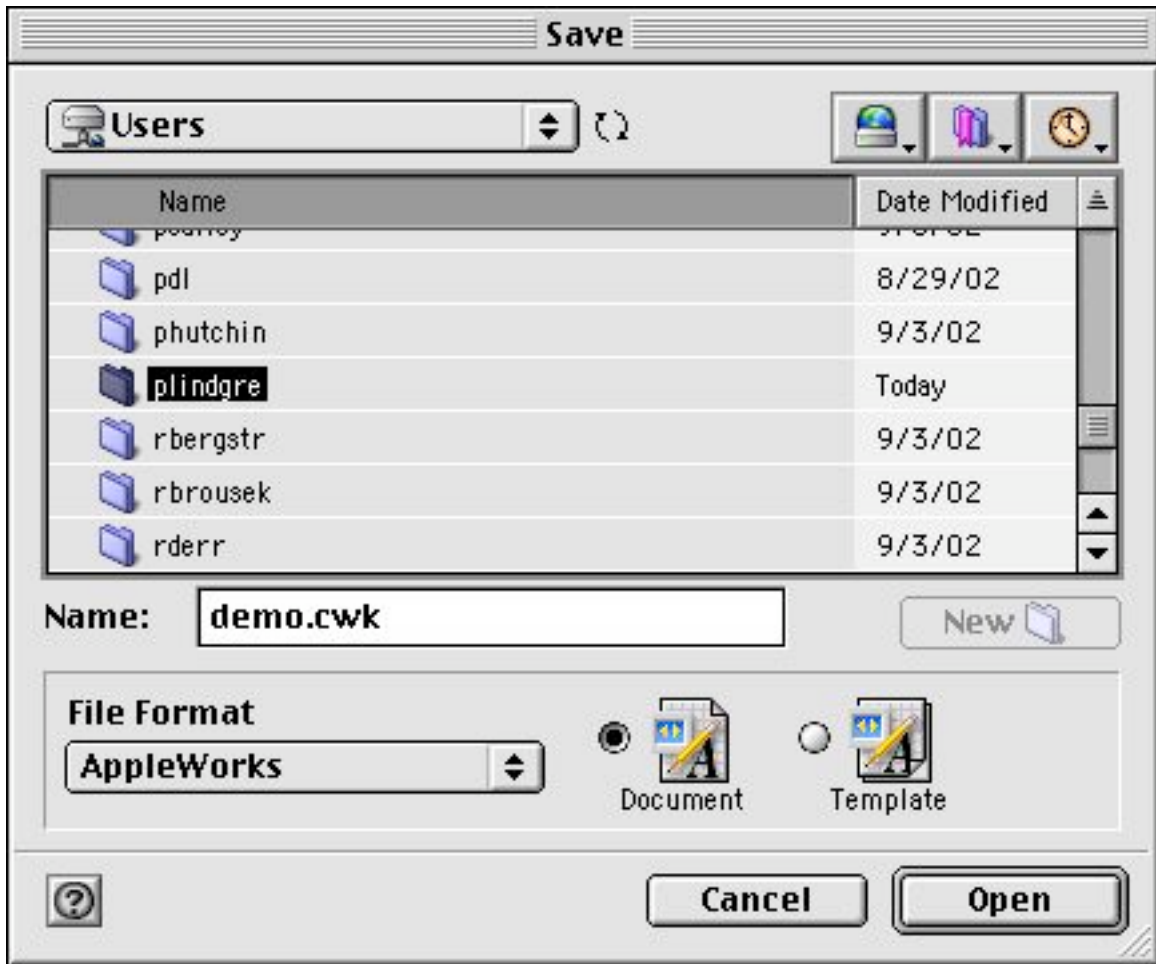 Save
Users
Name Date Modified
pdl 8/29/02
phutchin 9/3/02
plindgre Today
rbergstr 9/3/02
rbrousek 9/3/02
rderr 9/3/02
Name: demo.cwk New
File Format
AppleWorks
Document Template
Cancel Open